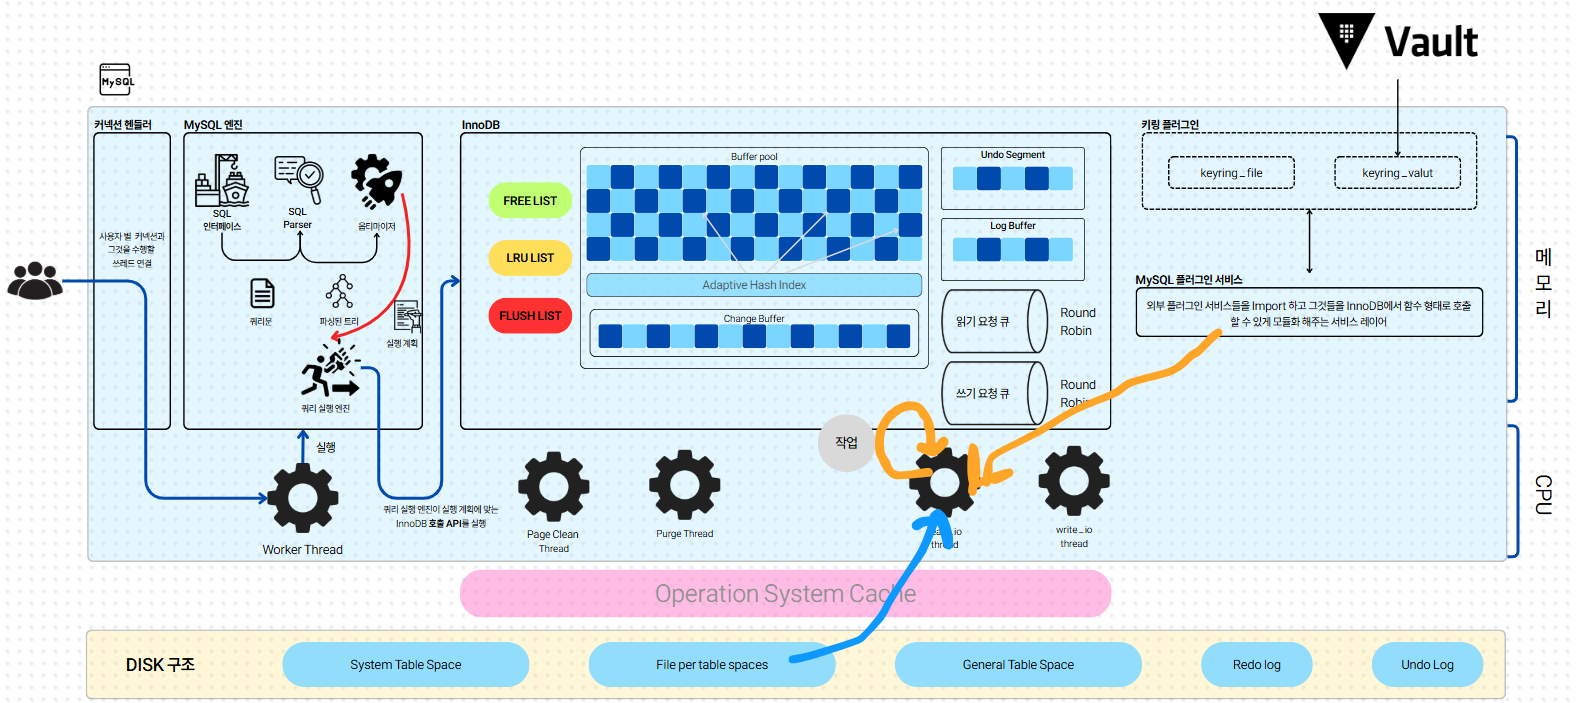 Vault
MySQL
커넥션 헨들러
MySQL 엔진
InnoDB
키링 플러그인
사용자 별 커넥션과
그것을 수행할
쓰레드 연결
SQL
인터페이스
SQL
Parser
옵티마이저
쿼리문
파싱된 트리
실행 계획
쿼리 실행 엔진
실행
FREE LIST
LRU LIST
FLUSH LIST
Buffer pool
Adaptive Hash Index
Change Buffer
Undo Segment
Log Buffer
읽기 요청 큐
Round
Robin
쓰기 요청 큐
Round
keyring_file
keyring_valut
MySQL 플러그인 서비스
외부 플러그인 서비스들을 Import 하고 그것들을 InnoDB에서 함수 형태로 호출
할 수 있게 모듈화 해주는 서비스 레이어
메
모
리
CPU
작업
Worker Thread
쿼리 실행 엔진이 실행 계획에 맞는
InnoDB 호출 API를 실행
Page Clean
Thread
Purge Thread
write_io
thread
Operation System Cache
DISK 구조
System Table Space
File per table spaces
General Table Space
Redo log
Undo Log